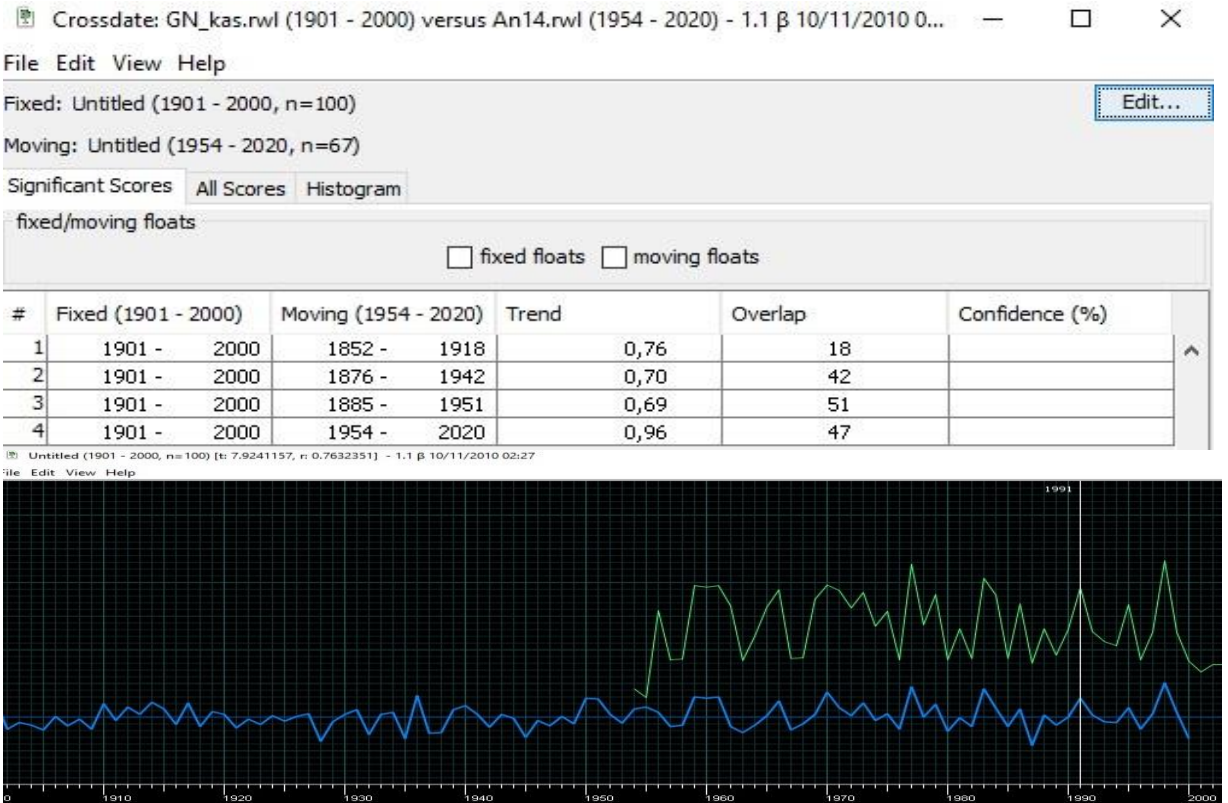 Crossdate: GN_kas.rwl (1901 - 2000) versus An14.rwl (1954 - 2020) - 1.1 β 10/11/2010 0...
File Edit View Help
Fixed: Untitled (1901 - 2000, n=100)
Edit...
Moving: Untitled (1954 - 2020, n=67)
Significant Scores All Scores Histogram
fixed/moving floats
fixed floats moving floats
# Fixed (1901 - 2000) Moving (1954 - 2020) Trend Overlap Confidence (%)
1 1901 - 2000 1852 - 1918 0,76 18
2 1901 - 2000 1876 - 1942 0,70 42
3 1901 - 2000 1885 - 1951 0,69 51
4 1901 - 2000 1954 - 2020 0,96 47
Untitled (1901 - 2000, n=100) [t: 7.9241157, r: 0.7632351] - 1.1 β 10/11/2010 02:27
File Edit View Help
1991
0 1910 1920 1930 1940 1950 1960 1970 1980 1990 2000